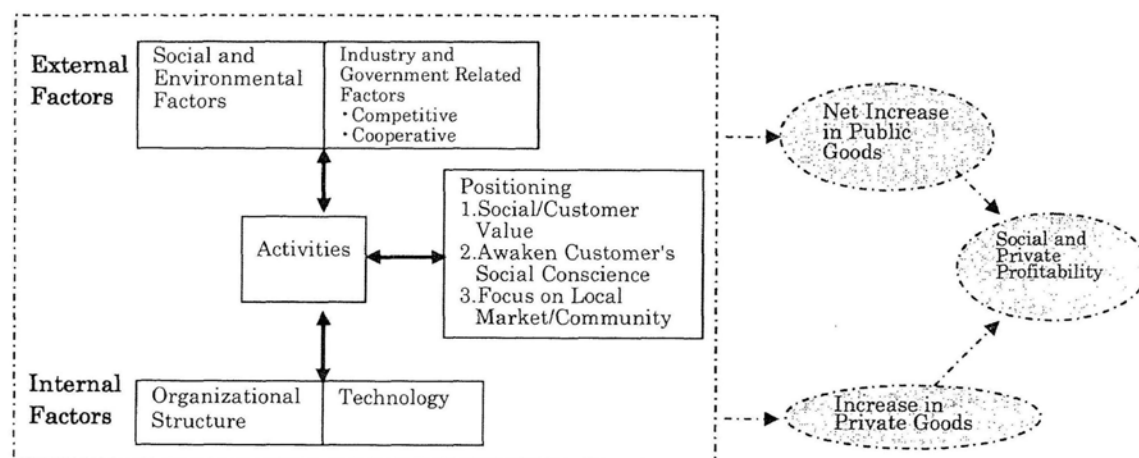 External
Factors
Social and
Environmental
Factors
Industry and
Government Related
Factors
・Competitive
・Cooperative
Activities
Positioning
1.Social/Customer
Value
2.Awaken Customer's
Social Conscience
3.Focus on Local
Market/Community
Internal
Factors
Organizational
Structure
Technology
Net Increase
in Public
Goods
Social and
Private
Profitability
Increase in
Private Goods